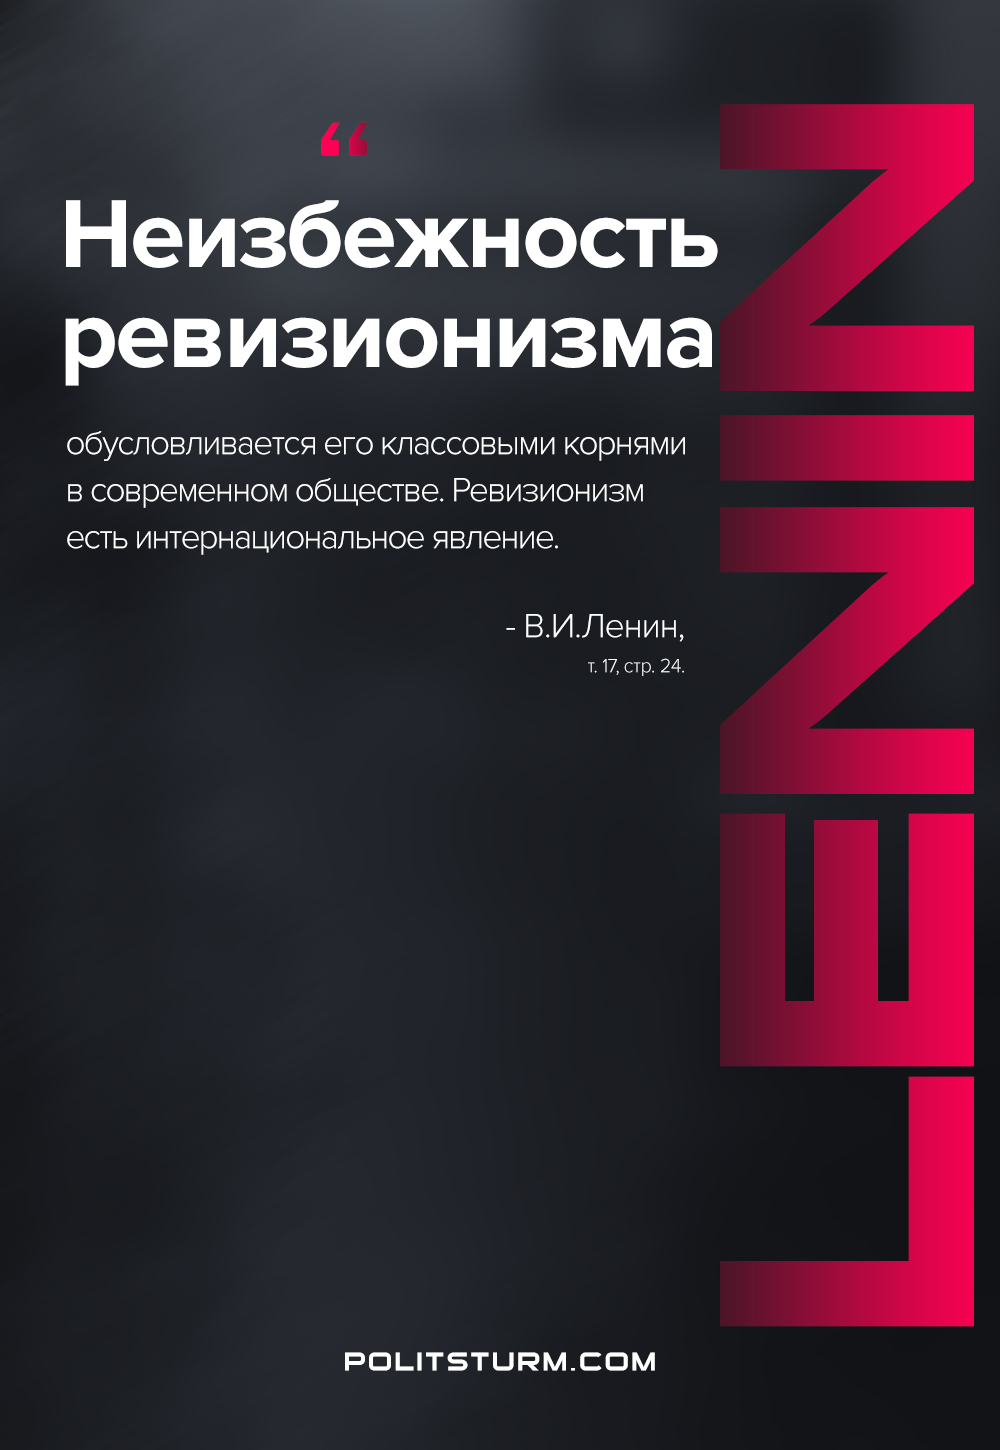 “
Неизбежность
ревизионизма
обусловливается его классовыми корнями
в современном обществе. Ревизионизм
есть интернациональное явление.
- В.И.Ленин,
т. 17, стр. 24.
LENIN
POLITSTURM.COM